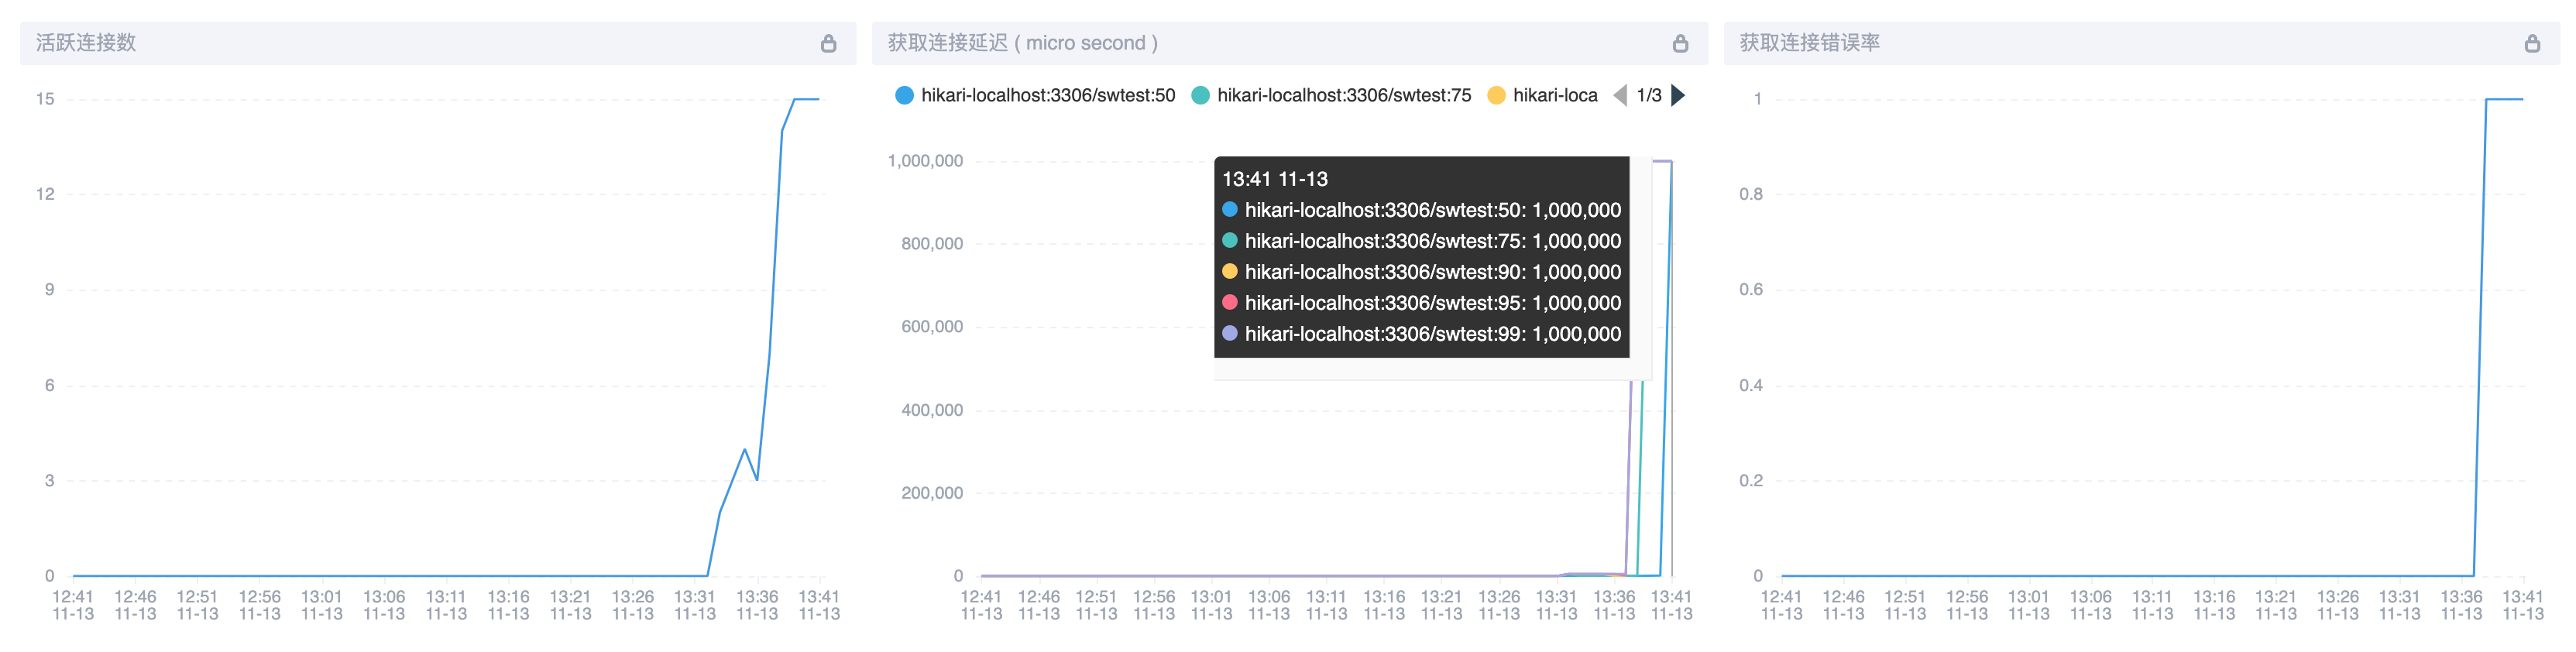 活跃连接数
15
12
9
6
3
0
12:41 12:46 12:51 12:56 13:01 13:06 13:11 13:16 13:21 13:26 13:31 13:36 13:41
11-13 11-13 11-13 11-13 11-13 11-13 11-13 11-13 11-13 11-13 11-13 11-13 11-13
获取连接延迟 ( micro second )
hikari-localhost:3306/swtest:50 hikari-localhost:3306/swtest:75 hikari-loca 1/3
1,000,000
800,000
600,000
400,000
200,000
0
13:41 11-13
hikari-localhost:3306/swtest:50: 1,000,000
hikari-localhost:3306/swtest:75: 1,000,000
hikari-localhost:3306/swtest:90: 1,000,000
hikari-localhost:3306/swtest:95: 1,000,000
hikari-localhost:3306/swtest:99: 1,000,000
12:41 12:46 12:51 12:56 13:01 13:06 13:11 13:16 13:21 13:26 13:31 13:36 13:41
11-13 11-13 11-13 11-13 11-13 11-13 11-13 11-13 11-13 11-13 11-13 11-13 11-13
获取连接错误率
1
0.8
0.6
0.4
0.2
0
12:41 12:46 12:51 12:56 13:01 13:06 13:11 13:16 13:21 13:26 13:31 13:36 13:41
11-13 11-13 11-13 11-13 11-13 11-13 11-13 11-13 11-13 11-13 11-13 11-13 11-13